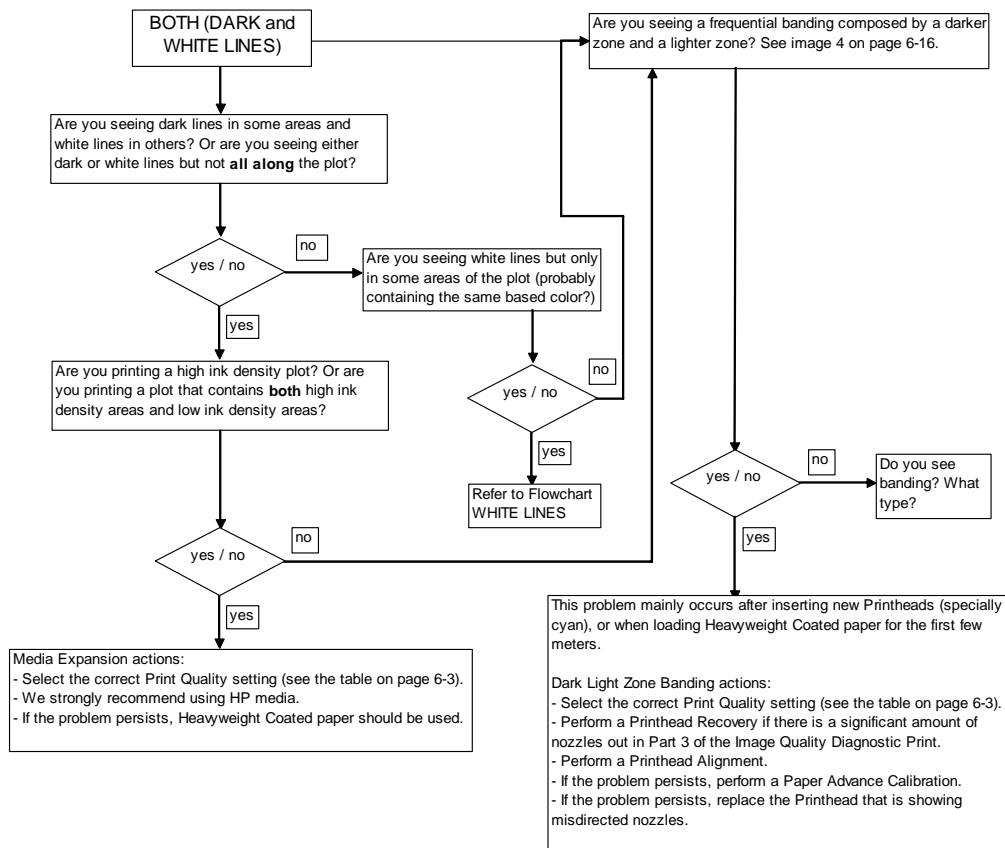 BOTH (DARK and
WHITE LINES)
Are you seeing a frequential banding composed by a darker
zone and a lighter zone? See image 4 on page 6-16.
Are you seeing dark lines in some areas and
white lines in others? Or are you seeing either
dark or white lines but not all along the plot?
yes / no
no
Are you seeing white lines but only
in some areas of the plot (probably
containing the same based color?)
yes
Are you printing a high ink density plot? Or are
you printing a plot that contains both high ink
density areas and low ink density areas?
yes / no
no
yes
Refer to Flowchart
WHITE LINES
yes / no
no
Do you see
banding? What
type?
yes
yes / no
no
yes
Media Expansion actions:
- Select the correct Print Quality setting (see the table on page 6-3).
- We strongly recommend using HP media.
- If the problem persists, Heavyweight Coated paper should be used.
This problem mainly occurs after inserting new Printheads (specially
cyan), or when loading Heavyweight Coated paper for the first few
meters.
Dark Light Zone Banding actions:
- Select the correct Print Quality setting (see the table on page 6-3).
- Perform a Printhead Recovery if there is a significant amount of
nozzles out in Part 3 of the Image Quality Diagnostic Print.
- Perform a Printhead Alignment.
- If the problem persists, perform a Paper Advance Calibration.
- If the problem persists, replace the Printhead that is showing
misdirected nozzles.